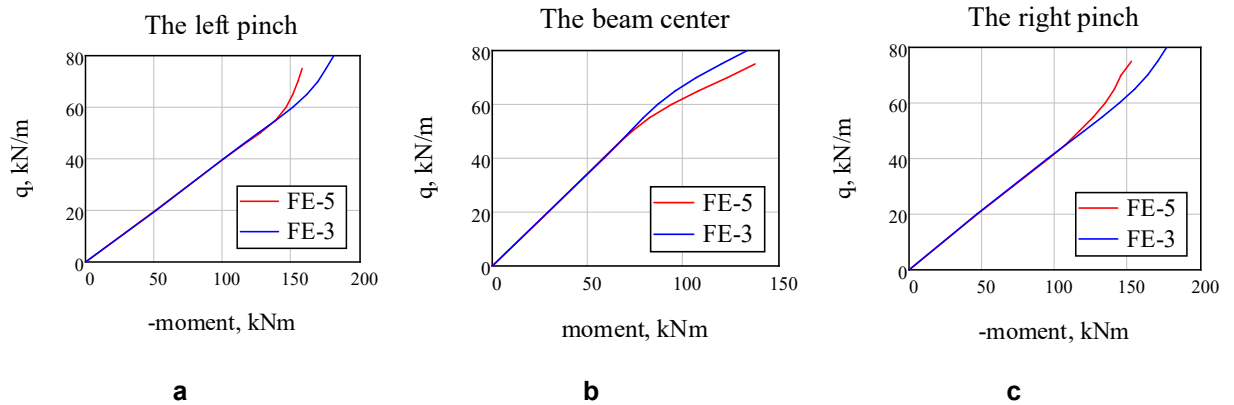 The left pinch
80
60
40
20
0
0 50 100 150 200
q, kN/m
-moment, kNm
FE-5
FE-3
a
The beam center
80
60
40
20
0
0 50 100 150
q, kN/m
moment, kNm
FE-5
FE-3
b
The right pinch
80
60
40
20
0
0 50 100 150 200
q, kN/m
-moment, kNm
FE-5
FE-3
c